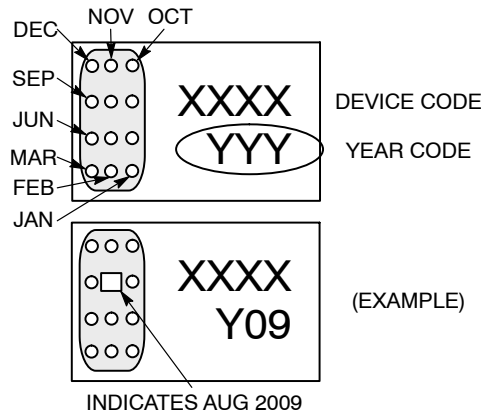 DEC NOV OCT
SEP
JUN
MAR
FEB
JAN
XXXX DEVICE CODE
YYY YEAR CODE
XXXX
Y09
(EXAMPLE)
INDICATES AUG 2009